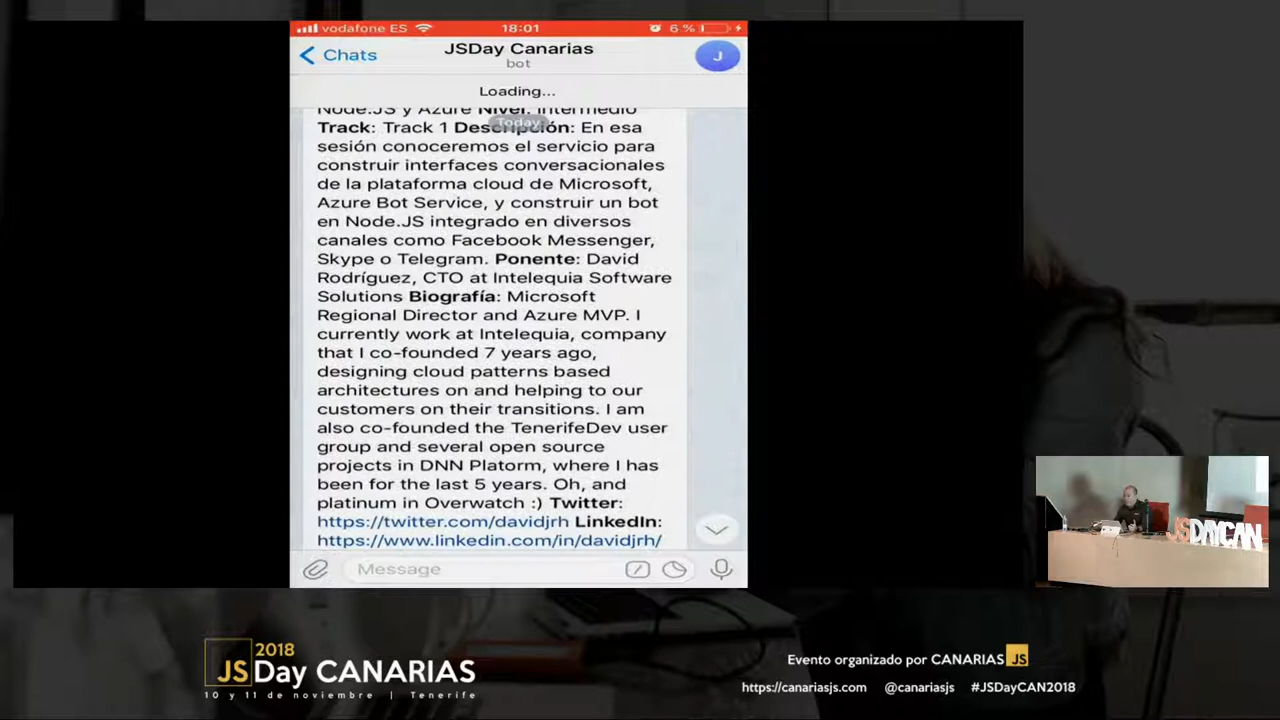 vodafone ES
18:01
6 %
Chats
JSDay Canarias
bot
J
Loading...
Node.JS y Azure Nivel: Intermedio
Today
Track: Track 1 Descripción: En esa
sesión conoceremos el servicio para
construir interfaces conversacionales
de la plataforma cloud de Microsoft,
Azure Bot Service, y construir un bot
en Node.JS integrado en diversos
canales como Facebook Messenger,
Skype o Telegram. Ponente: David
Rodríguez, CTO at Intelequia Software
Solutions Biografía: Microsoft
Regional Director and Azure MVP. I
currently work at Intelequia, company
that I co-founded 7 years ago,
designing cloud patterns based
architectures on and helping to our
customers on their transitions. I am
also co-founded the TenerifeDev user
group and several open source
projects in DNN Platorm, where I has
been for the last 5 years. Oh, and
platinum in Overwatch :) Twitter:
https://twitter.com/davidjrh LinkedIn:
https://www.linkedin.com/in/davidjrh/
Message
JSDAYCAN
2018
JSDay CANARIAS
10 y 11 de noviembre | Tenerife
Evento organizado por CANARIAS JS
https://canariasjs.com @canariasjs #JSDayCAN2018